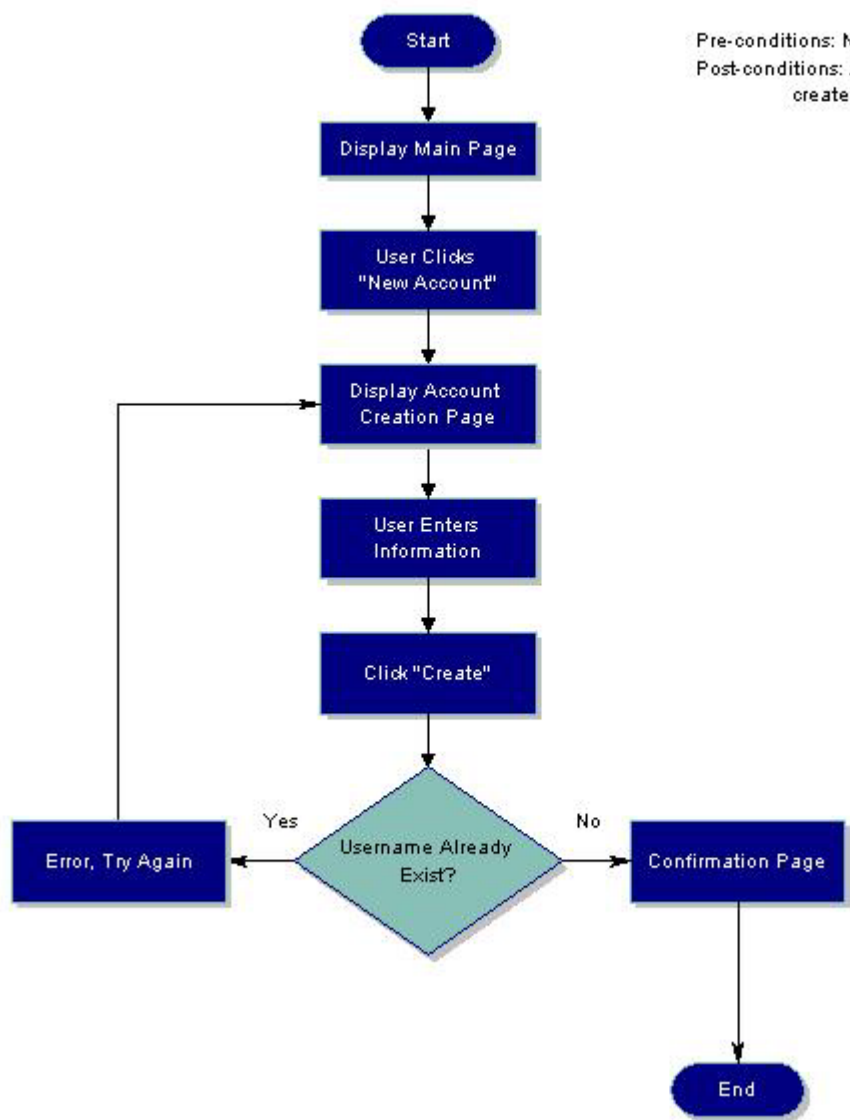 Start
Pre-conditions:
Post-conditions:
create
Display Main Page
User Clicks
"New Account"
Display Account
Creation Page
User Enters
Information
Click "Create"
Yes
No
Error, Try Again
Username Already
Exist?
Confirmation Page
End